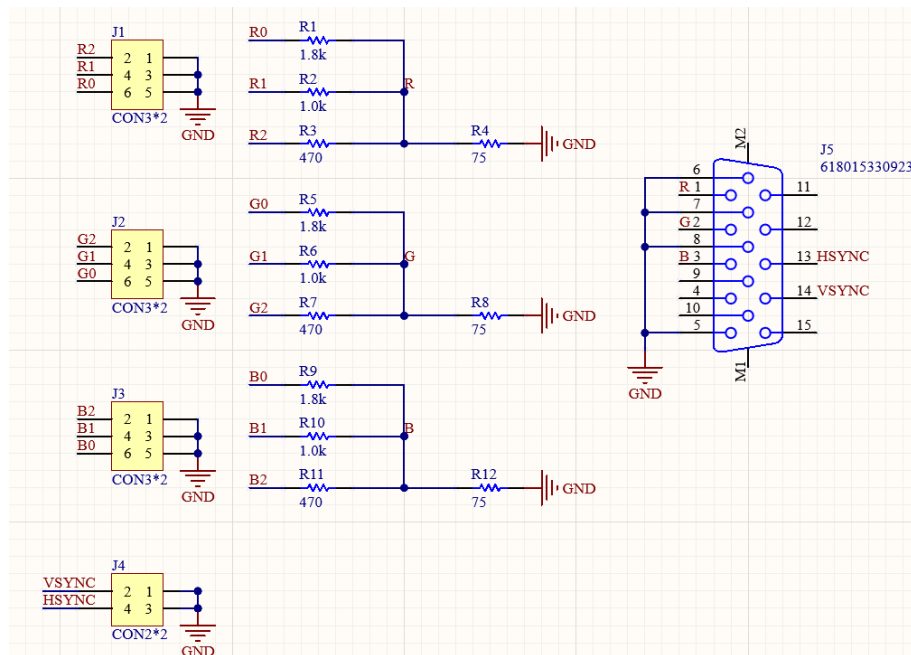 J1
R2 2 1
R1 4 3
R0 6 5
CON3*2
GND
R0 R1
1.8k
R1 R2 R
1.0k
R2 R3 R4 GND
470 75
J2
G2 2 1
G1 4 3
G0 6 5
CON3*2
GND
G0 R5
1.8k
G1 R6 G
1.0k
G2 R7 R8 GND
470 75
J3
B2 2 1
B1 4 3
B0 6 5
CON3*2
GND
B0 R9
1.8k
B1 R10 B
1.0k
B2 R11 R12 GND
470 75
J4
VSYNC 2 1
HSYNC 4 3
CON2*2
GND
M2
J5
618015330923
6
R 1 11
7
G 2 12
8
B 3 13 HSYNC
9
4 14 VSYNC
10
5 15
M1
GND